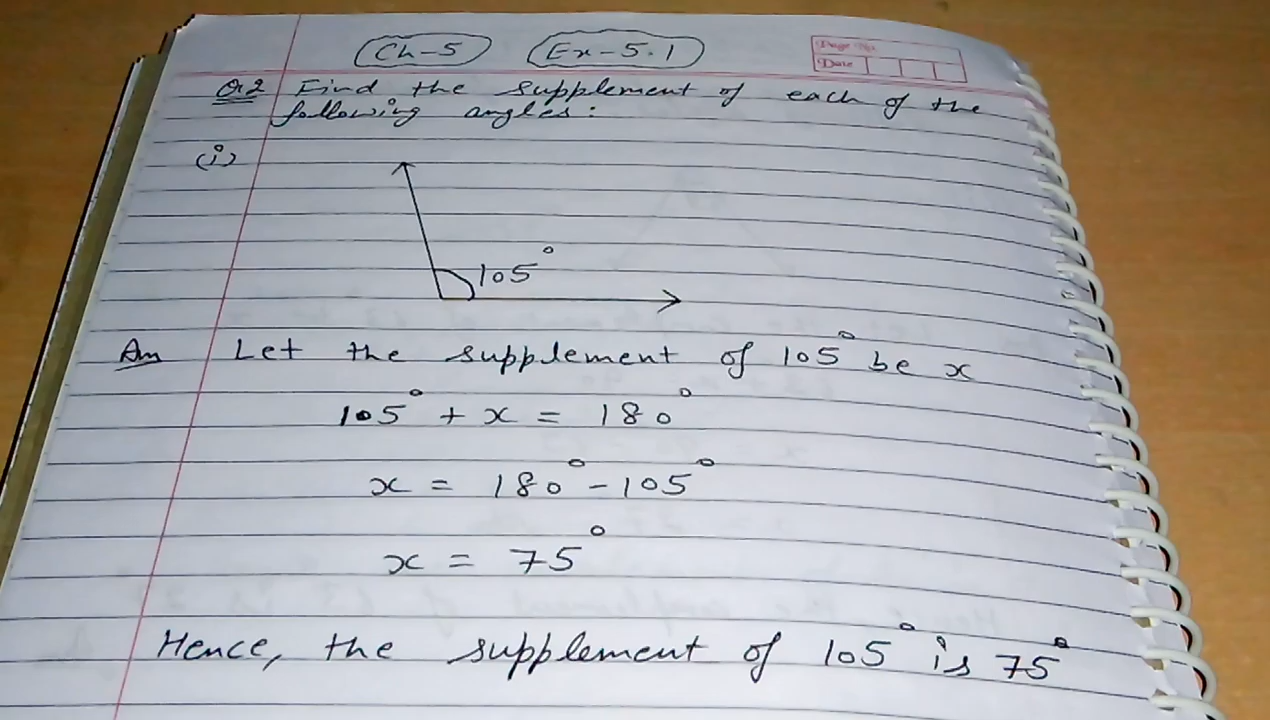 Ch-5 Ex-5.1
Page No.
Date
Q.2 Find the supplement of each of the
following angles:
(i)
105°
Ans Let the supplement of 105° be x
105° + x = 180°
x = 180° - 105°
x = 75°
Hence, the supplement of 105° is 75°